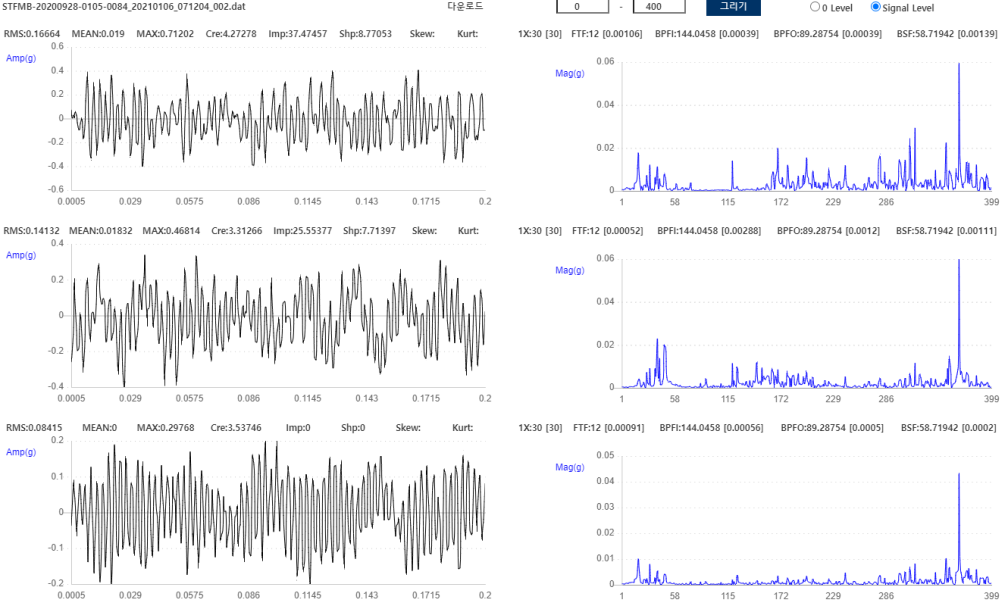 STFMB-20200928-0105-0084_20210106_071204_002.dat 다운로드 0 - 400 그리기 0 Level Signal Level
RMS:0.16664 MEAN:0.019 MAX:0.71202 Cre:4.27278 Imp:37.47457 Shp:8.77053 Skew: Kurt: 1X:30 [30] FTF:12 [0.00106] BPFI:144.0458 [0.00039] BPFO:89.28754 [0.00039] BSF:58.71942 [0.00139]
Amp(g)
0.6
0.4
0.2
0
-0.2
-0.4
-0.6
0.0005 0.029 0.0575 0.086 0.1145 0.143 0.1715 0.2
Mag(g)
0.06
0.04
0.02
0
1 58 115 172 229 286 399
RMS:0.14132 MEAN:0.01832 MAX:0.46814 Cre:3.31266 Imp:25.55377 Shp:7.71397 Skew: Kurt: 1X:30 [30] FTF:12 [0.00052] BPFI:144.0458 [0.00288] BPFO:89.28754 [0.0012] BSF:58.71942 [0.00111]
Amp(g)
0.4
0.2
0
-0.2
-0.4
0.0005 0.029 0.0575 0.086 0.1145 0.143 0.1715 0.2
Mag(g)
0.06
0.04
0.02
0
1 58 115 172 229 286 399
RMS:0.08415 MEAN:0 MAX:0.29768 Cre:3.53746 Imp:0 Shp:0 Skew: Kurt: 1X:30 [30] FTF:12 [0.00091] BPFI:144.0458 [0.00056] BPFO:89.28754 [0.0005] BSF:58.71942 [0.0002]
Amp(g)
0.2
0.1
0
-0.1
-0.2
0.0005 0.029 0.0575 0.086 0.1145 0.143 0.1715 0.2
Mag(g)
0.05
0.04
0.03
0.02
0.01
0
1 58 115 172 229 286 399